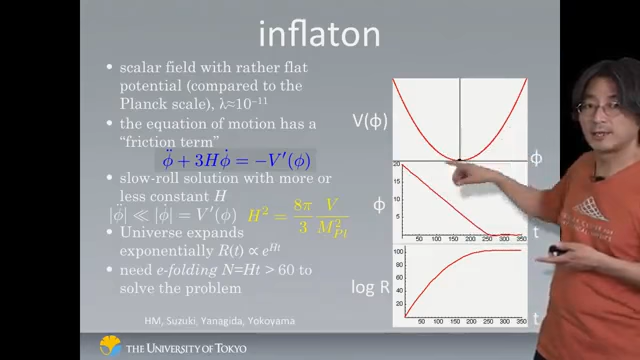 inflaton
• scalar field with rather flat
potential (compared to the
Planck scale), λ≈10⁻¹¹
• the equation of motion has a
“friction term”
φ̈ + 3Hφ̇ = −V′(φ)
• slow-roll solution with more or
less constant H
|φ̈| ≪ |φ̇| = V′(φ)
H² = 8π/3 V/M²Pl
• Universe expands
exponentially R(t) ∝ e^Ht
• need e-folding N=Ht > 60 to
solve the problem
HM, Suzuki, Yanagida, Yokoyama
THE UNIVERSITY OF TOKYO
V(φ)
φ
φ
20
15
10
5
50 100 150 200 250 300 350
t
log R
100
80
60
40
20
0 50 100 150 200 250 300 350
t